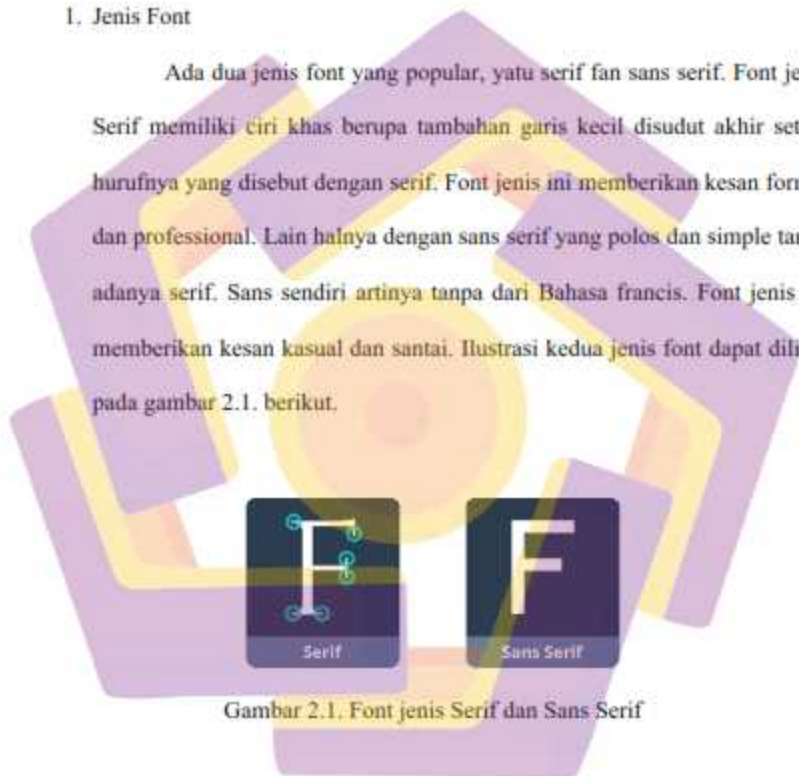 1. Jenis Font
Ada dua jenis font yang popular, yatu serif fan sans serif. Font je
Serif memiliki ciri khas berupa tambahan garis kecil disudut akhir set
hurufnya yang disebut dengan serif. Font jenis ini memberikan kesan for
dan professional. Lain halnya dengan sans serif yang polos dan simple tan
adanya serif. Sans sendiri artinya tanpa dari Bahasa francis. Font jenis
memberikan kesan kasual dan santai. Ilustrasi kedua jenis font dapat dili
pada gambar 2.1. berikut.
F F
Serif Sans Serif
Gambar 2.1. Font jenis Serif dan Sans Serif